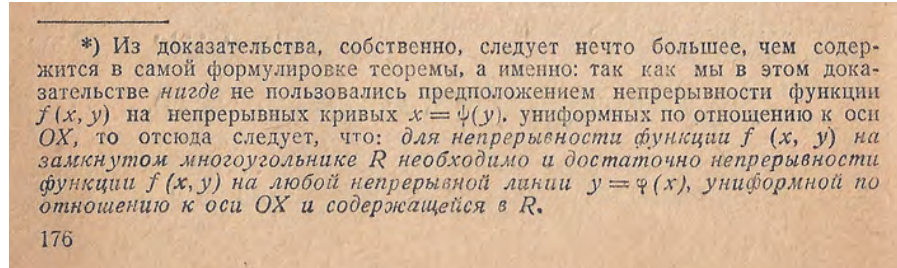 *) Из доказательства, собственно, следует нечто большее, чем содер-
жится в самой формулировке теоремы, а именно: так как мы в этом дока-
зательстве нигде не пользовались предположением непрерывности функции
f (x, y) на непрерывных кривых x = ψ(y), униформных по отношению к оси
OX, то отсюда следует, что: для непрерывности функции f (x, y) на
замкнутом многоугольнике R необходимо и достаточно непрерывности
функции f (x, y) на любой непрерывной линии y = φ (x), униформной по
отношению к оси OX и содержащейся в R.
176